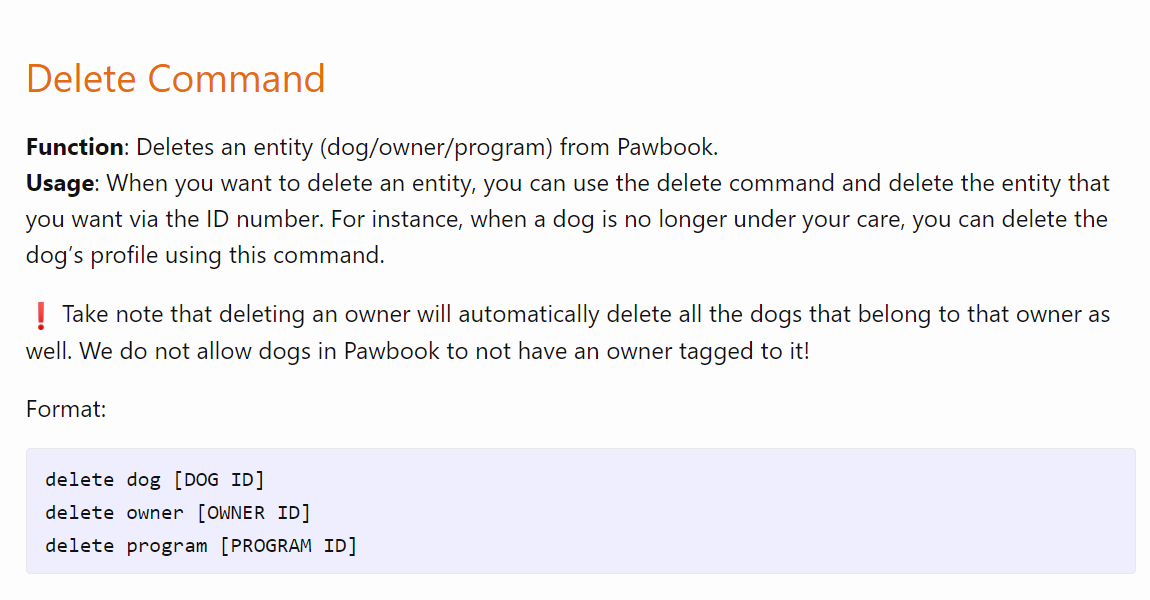 Delete Command
Function: Deletes an entity (dog/owner/program) from Pawbook.
Usage: When you want to delete an entity, you can use the delete command and delete the entity that
you want via the ID number. For instance, when a dog is no longer under your care, you can delete the
dog’s profile using this command.
❗ Take note that deleting an owner will automatically delete all the dogs that belong to that owner as
well. We do not allow dogs in Pawbook to not have an owner tagged to it!
Format:
delete dog [DOG ID]
delete owner [OWNER ID]
delete program [PROGRAM ID]